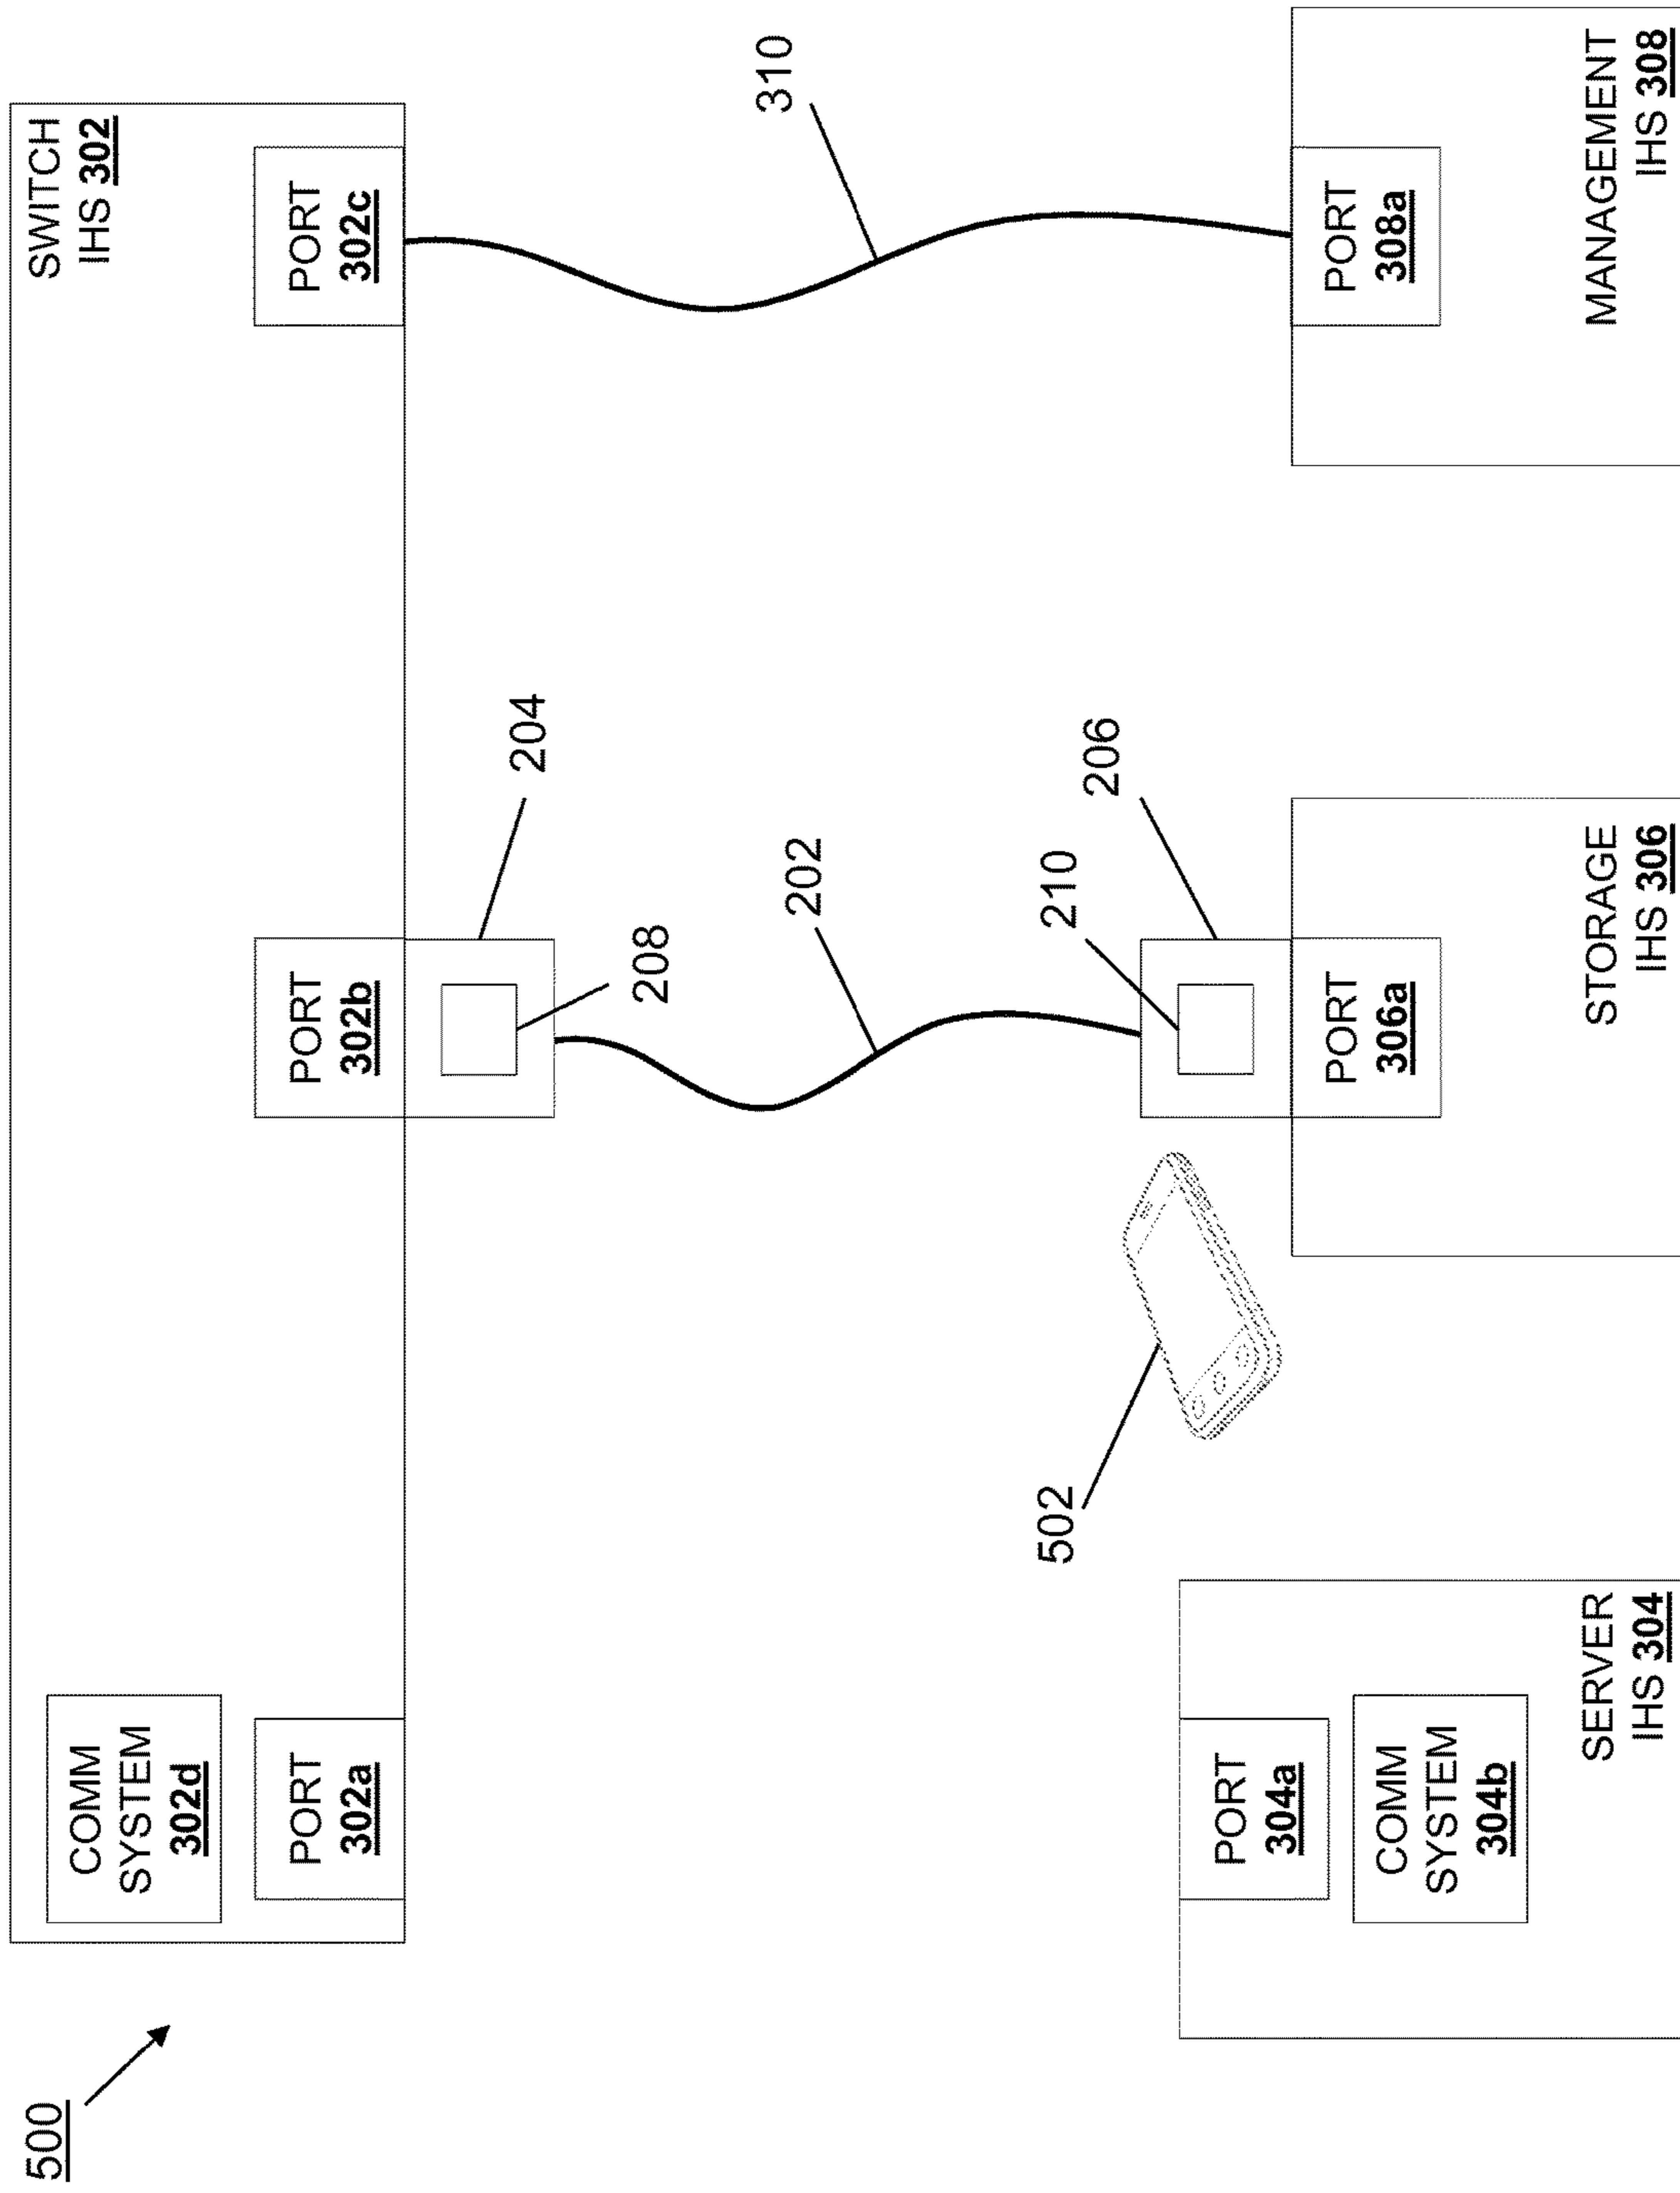 500
COMM
SYSTEM
302d
PORT
302a
PORT
302b
SWITCH
IHS 302
PORT
302c
204
208
202
310
502
210
206
PORT
304a
COMM
SYSTEM
304b
SERVER
IHS 304
PORT
306a
STORAGE
IHS 306
PORT
308a
MANAGEMENT
IHS 308